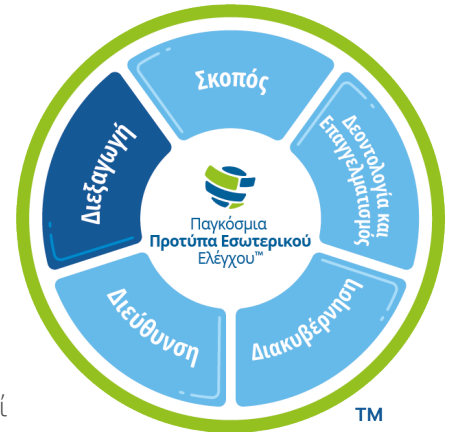 Σκοπός
Δεοντολογία και
Επαγγελματισμός
Διακυβέρνηση
Διεύθυνση
Διεξαγωγή
Παγκόσμια
Προτύπα Εσωτερικού
Ελέγχου™
TM
ί